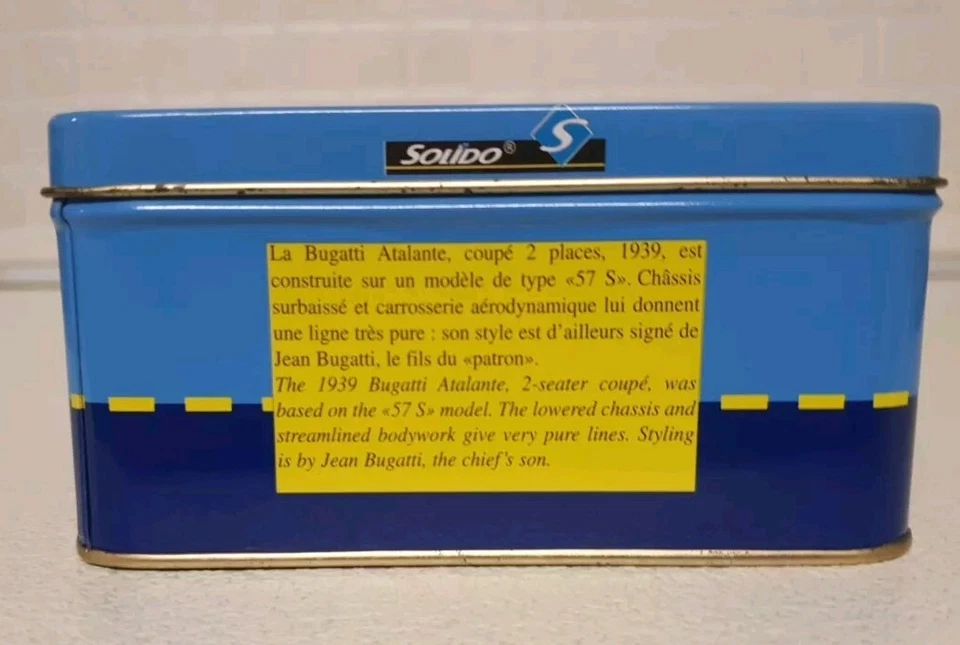 SOLIDO® S
La Bugatti Atalante, coupé 2 places, 1939, est
construite sur un modèle de type «57 S». Châssis
surbaissé et carrosserie aérodynamique lui donnent
une ligne très pure : son style est d'ailleurs signé de
Jean Bugatti, le fils du «patron».
The 1939 Bugatti Atalante, 2-seater coupé, was
based on the «57 S» model. The lowered chassis and
streamlined bodywork give very pure lines. Styling
is by Jean Bugatti, the chief's son.